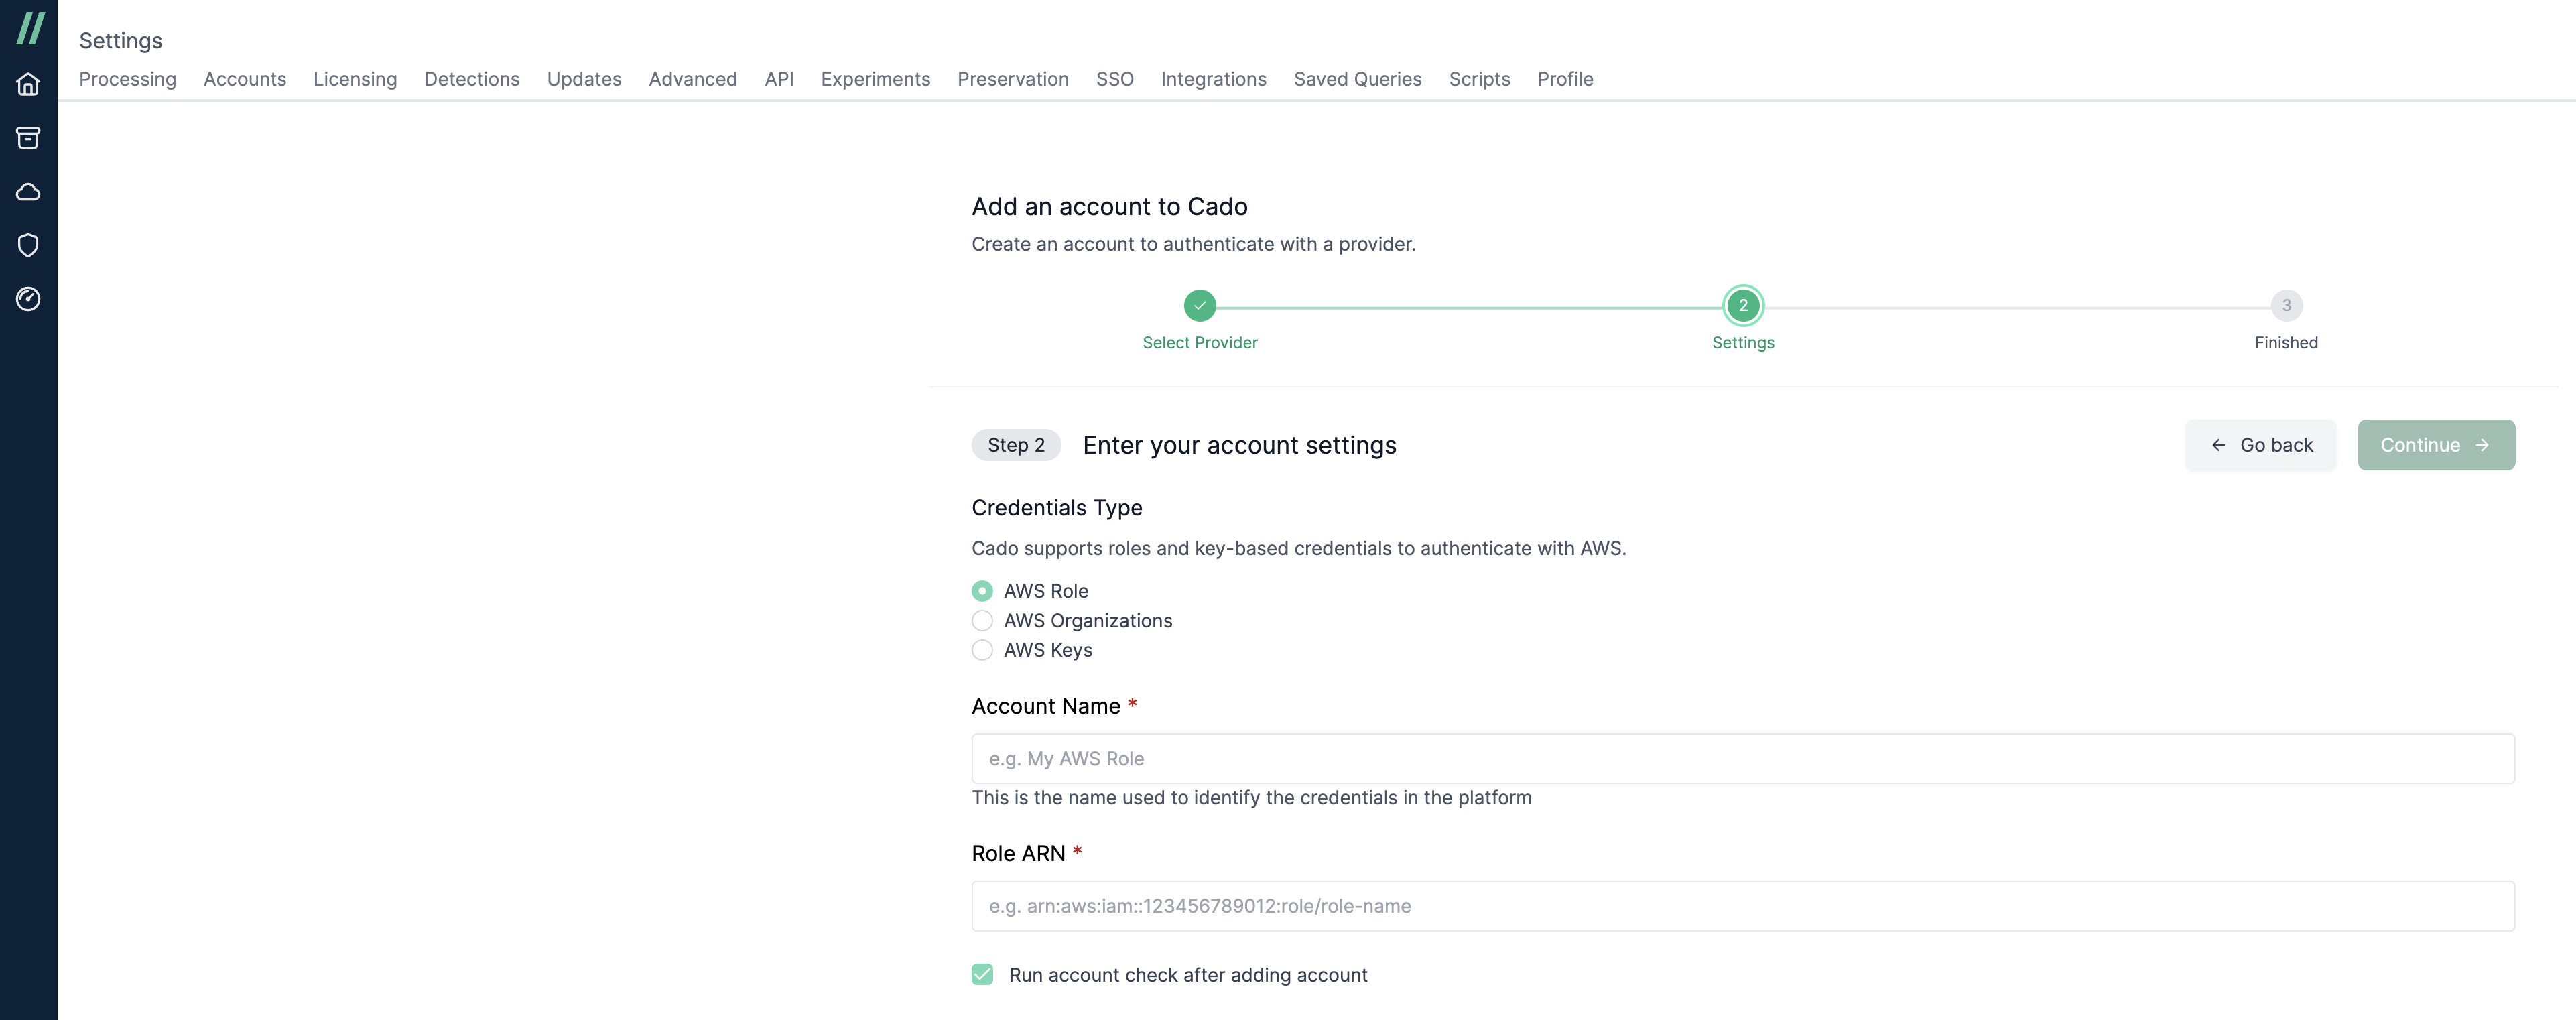 Settings
Processing Accounts Licensing Detections Updates Advanced API Experiments Preservation SSO Integrations Saved Queries Scripts Profile
Add an account to Cado
Create an account to authenticate with a provider.
2 3
Select Provider Settings Finished
Step 2 Enter your account settings Go back Continue
Credentials Type
Cado supports roles and key-based credentials to authenticate with AWS.
AWS Role
AWS Organizations
AWS Keys
Account Name *
e.g. My AWS Role
This is the name used to identify the credentials in the platform
Role ARN *
e.g. arn:aws:iam::123456789012:role/role-name
Run account check after adding account